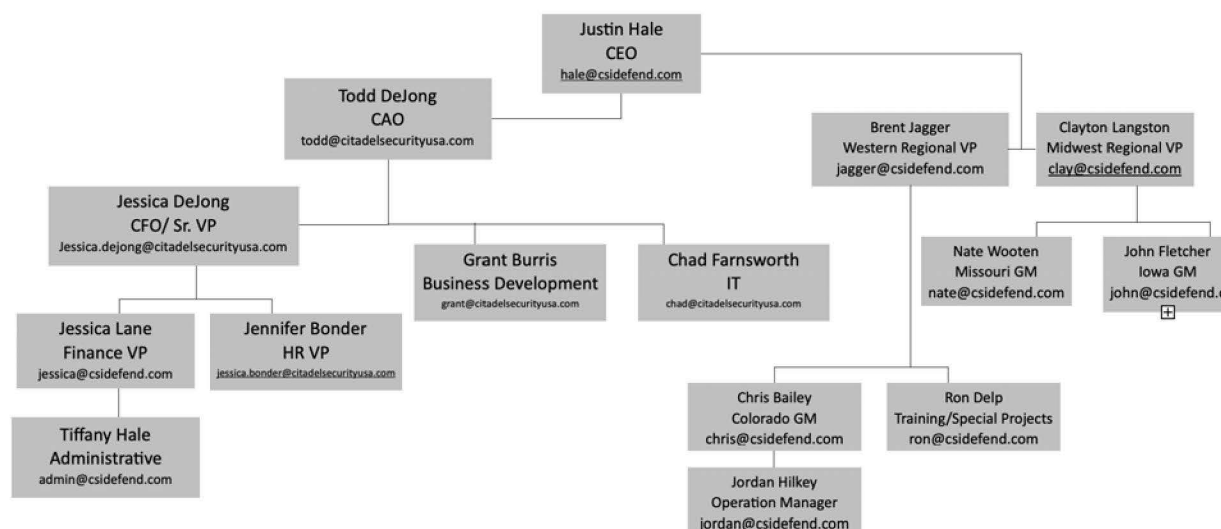 Justin Hale
CEO
hale@csidefend.com
Todd DeJong
CAO
todd@citadelsecurityusa.com
Brent Jagger
Western Regional VP
jagger@csidefend.com
Clayton Langston
Midwest Regional VP
clay@csidefend.com
Jessica DeJong
CFO/ Sr. VP
Jessica.dejong@citadelsecurityusa.com
Grant Burris
Business Development
grant@citadelsecurityusa.com
Chad Farnsworth
IT
chad@citadelsecurityusa.com
Nate Wooten
Missouri GM
nate@csidefend.com
John Fletcher
Iowa GM
john@csidefend.c
Jessica Lane
Finance VP
jessica@csidefend.com
Jennifer Bonder
HR VP
jessica.bonder@citadelsecurityusa.com
Tiffany Hale
Administrative
admin@csidefend.com
Chris Bailey
Colorado GM
chris@csidefend.com
Ron Delp
Training/Special Projects
ron@csidefend.com
Jordan Hilkey
Operation Manager
jordan@csidefend.com